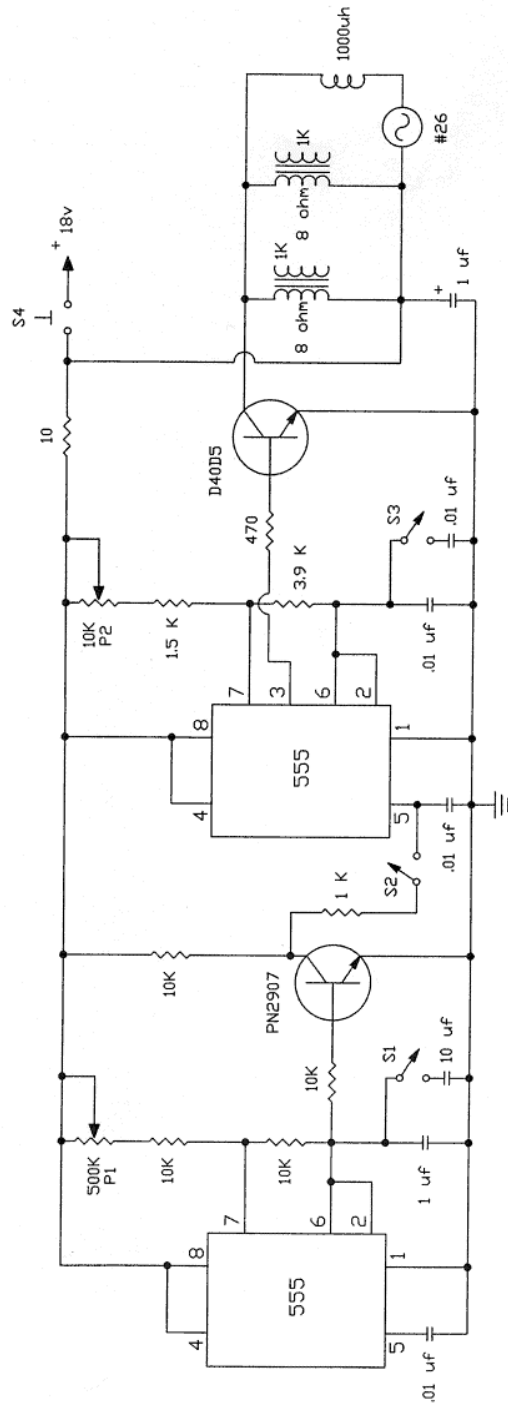 500K
P1
10K
10K
7
8
6
2
4
555
1
5
.01 uf
1 uf
10K
S1
10 uf
10K
PN2907
1 K
S2
.01 uf
10K
P2
1.5 K
7
8
3
6
2
4
555
1
5
470
3.9 K
.01 uf
S3
.01 uf
10
D40D5
S4
+ 18v
8 ohm
1K
8 ohm
1K
1000uh
#26
+
1 uf